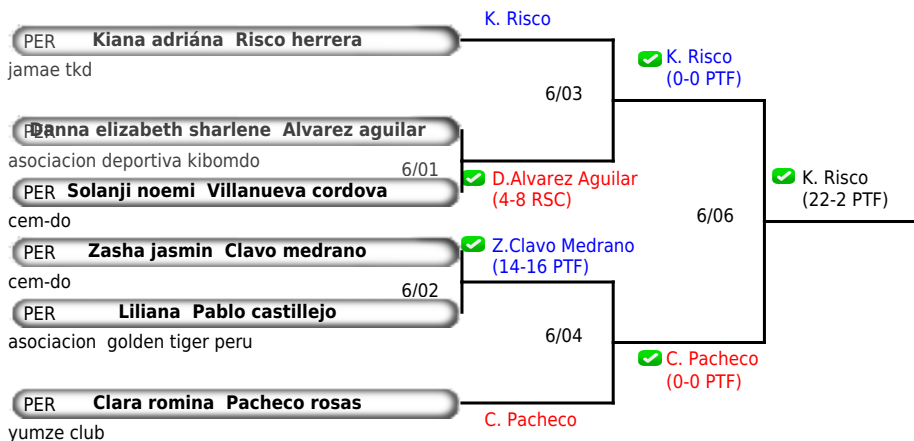 K. Risco
PER Kiana adriána Risco herrera
jamae tkd
K. Risco
(0-0 PTF)
6/03
PER Danna elizabeth sharlene Alvarez aguilar
asociacion deportiva kibomdo
6/01
D.Alvarez Aguilar
(4-8 RSC)
PER Solanji noemi Villanueva cordova
cem-do
K. Risco
(22-2 PTF)
6/06
PER Zasha jasmin Clavo medrano
cem-do
Z.Clavo Medrano
(14-16 PTF)
6/02
PER Liliana Pablo castillejo
asociacion golden tiger peru
6/04
C. Pacheco
(0-0 PTF)
PER Clara romina Pacheco rosas
yumze club
C. Pacheco